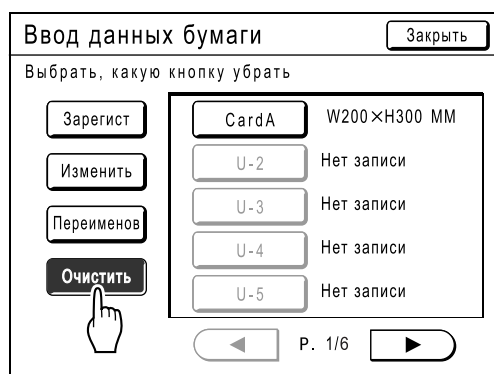 Ввод данных бумаги Закрыть
Выбрать, какую кнопку убрать
Зарегист CardA W200×H300 MM
Изменить U-2 Нет записи
U-3 Нет записи
Переименов
U-4 Нет записи
Очистить U-5 Нет записи
P. 1/6